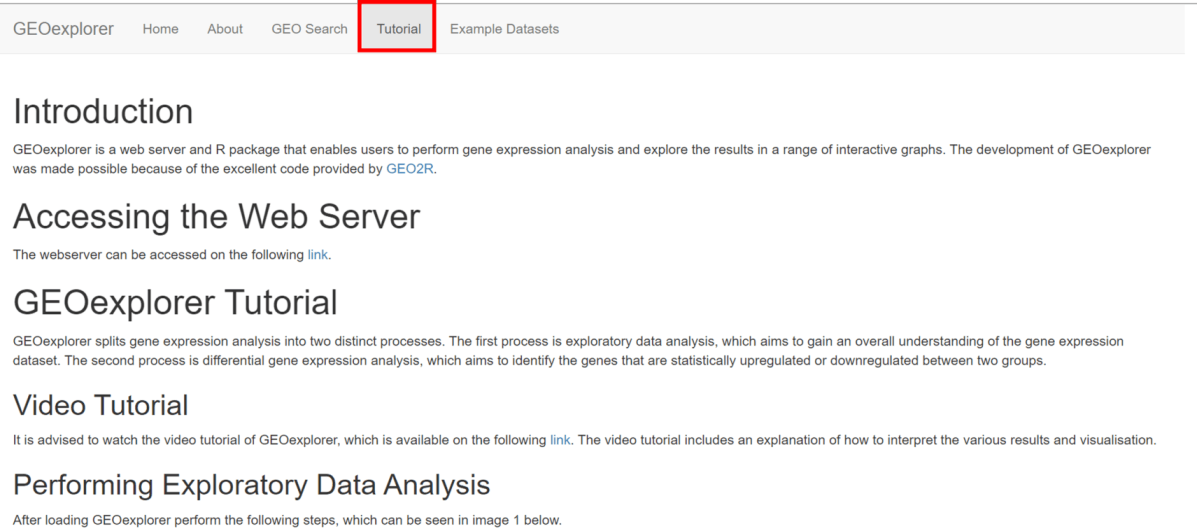 GEOexplorer Home About GEO Search Tutorial Example Datasets
Introduction
GEOexplorer is a web server and R package that enables users to perform gene expression analysis and explore the results in a range of interactive graphs. The development of GEOexplorer
was made possible because of the excellent code provided by GEO2R.
Accessing the Web Server
The webserver can be accessed on the following link.
GEOexplorer Tutorial
GEOexplorer splits gene expression analysis into two distinct processes. The first process is exploratory data analysis, which aims to gain an overall understanding of the gene expression
dataset. The second process is differential gene expression analysis, which aims to identify the genes that are statistically upregulated or downregulated between two groups.
Video Tutorial
It is advised to watch the video tutorial of GEOexplorer, which is available on the following link. The video tutorial includes an explanation of how to interpret the various results and visualisation.
Performing Exploratory Data Analysis
After loading GEOexplorer perform the following steps, which can be seen in image 1 below.